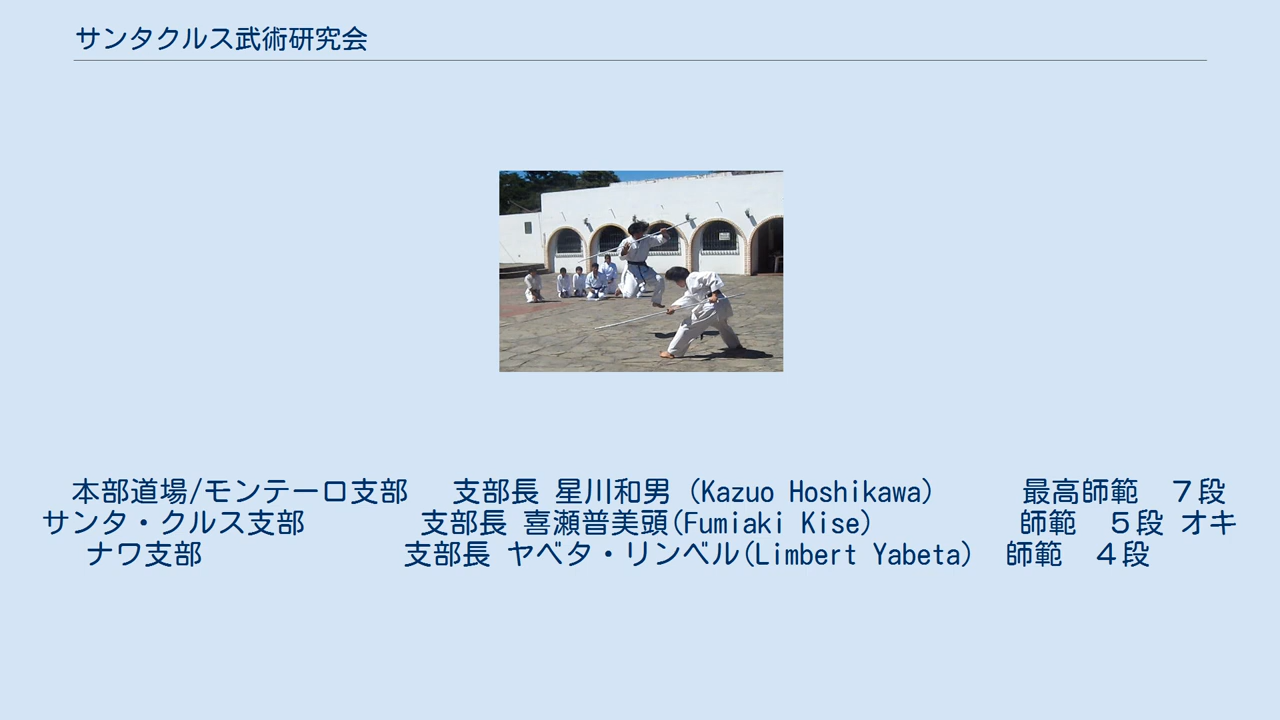 サンタクルス武術研究会
本部道場/モンテーロ支部　支部長 星川和男 (Kazuo Hoshikawa)　　　最高師範　７段
サンタ・クルス支部　　　　支部長 喜瀬普美頭(Fumiaki Kise)　　　　　師範　５段 オキ
ナワ支部　　　　　　　支部長 ヤベタ・リンベル(Limbert Yabeta)　師範　４段